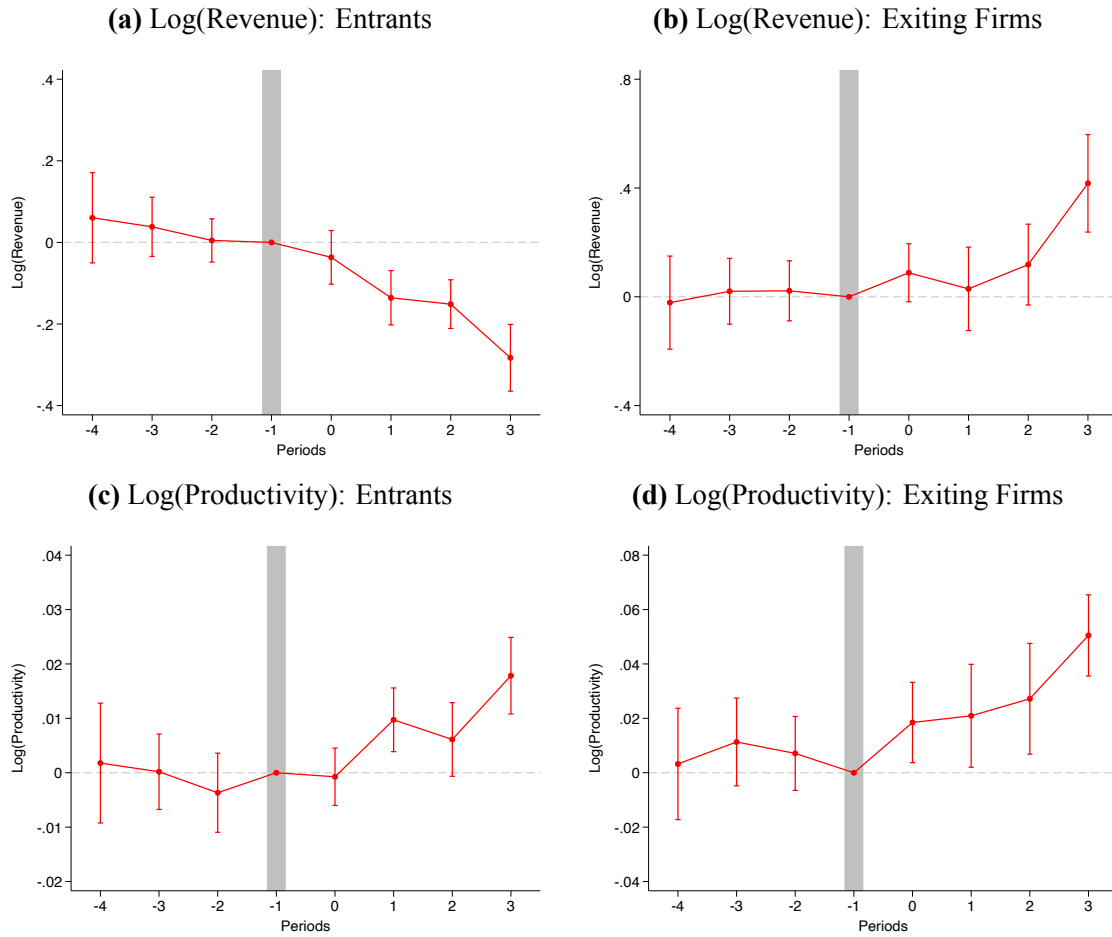 (a) Log(Revenue): Entrants
.4
.2
0
-.2
-.4
Log(Revenue)
-4 -3 -2 -1 0 1 2 3
Periods
(b) Log(Revenue): Exiting Firms
.8
.4
0
-.4
Log(Revenue)
-4 -3 -2 -1 0 1 2 3
Periods
(c) Log(Productivity): Entrants
.04
.03
.02
.01
0
-.01
-.02
Log(Productivity)
-4 -3 -2 -1 0 1 2 3
Periods
(d) Log(Productivity): Exiting Firms
.08
.06
.04
.02
0
-.02
-.04
Log(Productivity)
-4 -3 -2 -1 0 1 2 3
Periods